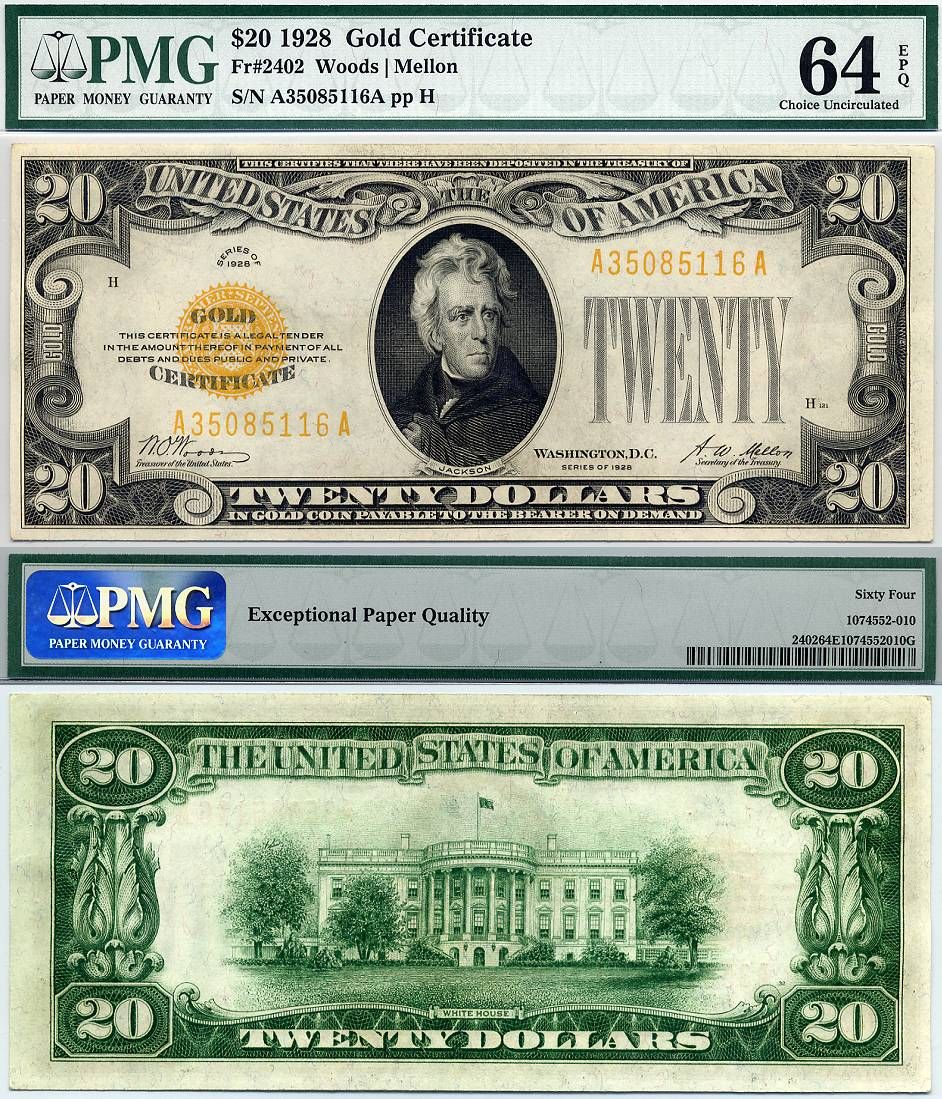 PMG
PAPER MONEY GUARANTY
$20 1928 Gold Certificate
Fr#2402 Woods | Mellon
S/N A35085116A pp H
64 EPQ
Choice Uncirculated
THIS CERTIFIES THAT THERE HAVE BEEN DEPOSITED IN THE TREASURY OF
20 UNITED STATES THE OF AMERICA 20
SERIES OF
1928
A35085116A
H
GOLD
THIS CERTIFICATE IS A LEGAL TENDER
IN THE AMOUNT THEREOF IN PAYMENT OF ALL
DEBTS AND DUES PUBLIC AND PRIVATE.
CERTIFICATE
GOLD
TWENTY
GOLD
H 121
A35085116A
W.O. Woods
Treasurer of the United States.
JACKSON
WASHINGTON, D.C.
SERIES OF 1928
A. W. Mellon
Secretary of the Treasury.
20 TWENTY DOLLARS 20
IN GOLD COIN PAYABLE TO THE BEARER ON DEMAND
PMG
PAPER MONEY GUARANTY
Exceptional Paper Quality
Sixty Four
1074552-010
240264E1074552010G
20 THE UNITED STATES OF AMERICA 20
WHITE HOUSE
20 TWENTY DOLLARS 20